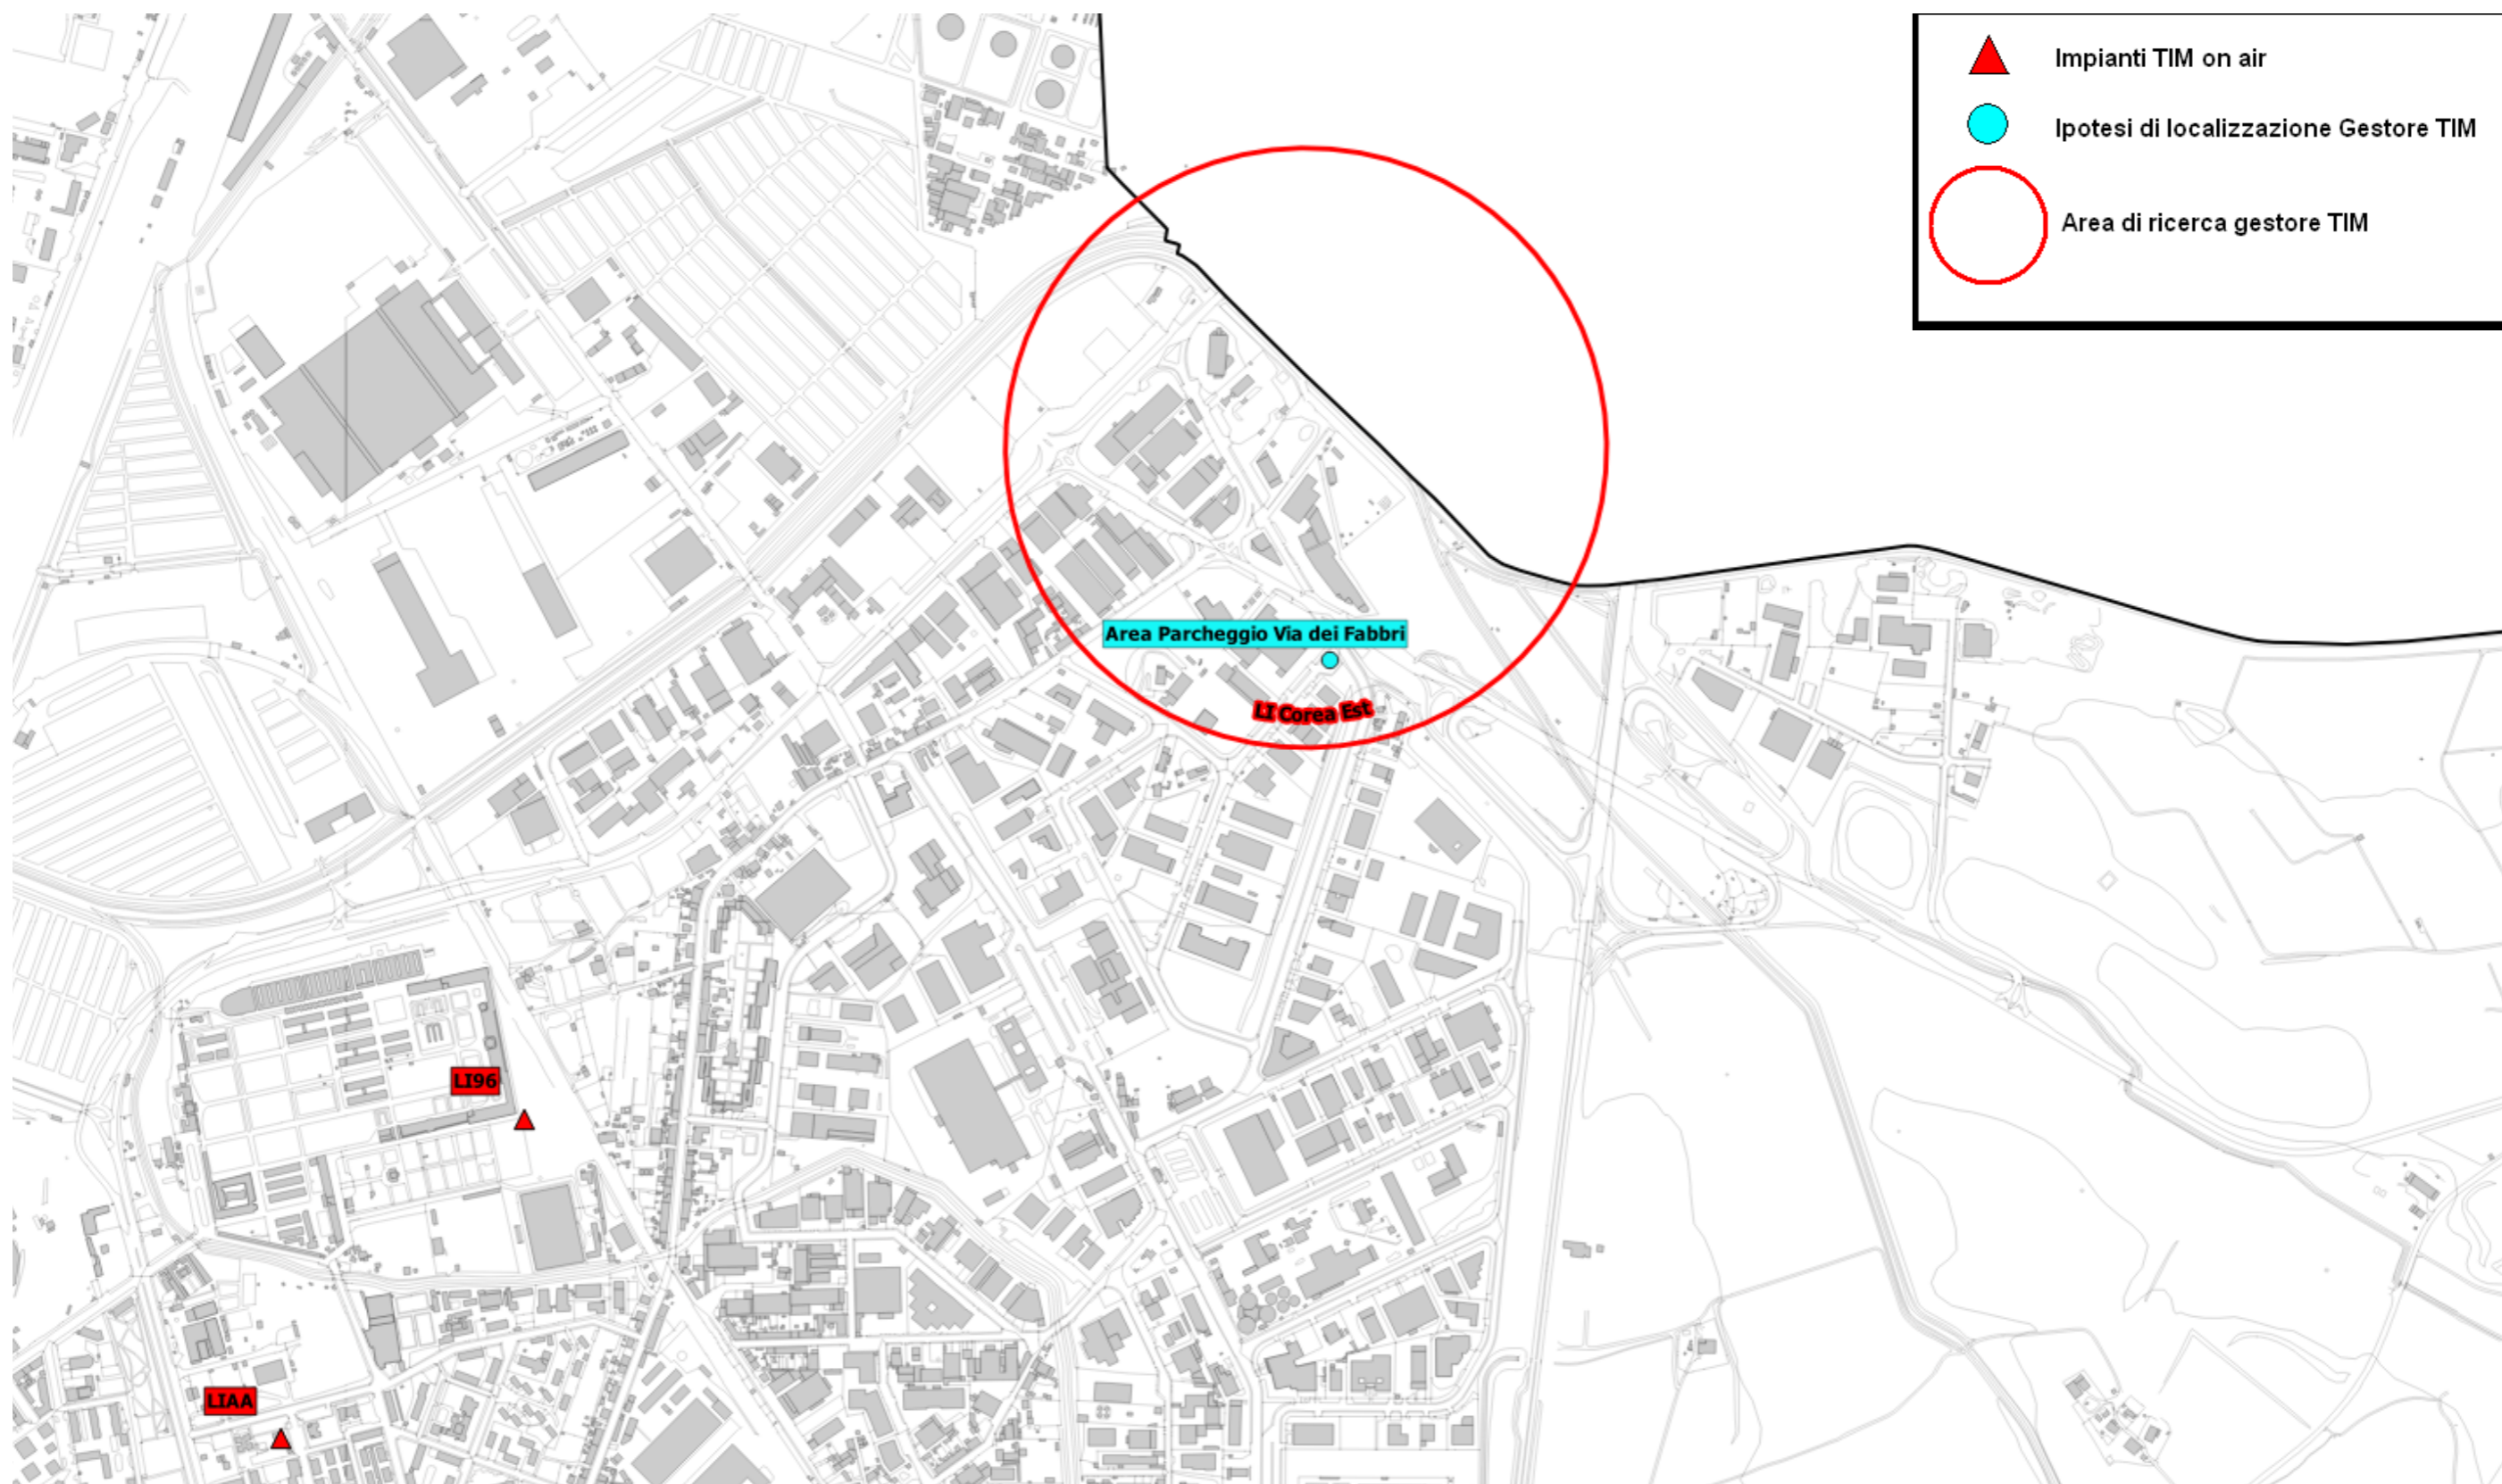 Impianti TIM on air
Ipotesi di localizzazione Gestore TIM
Area di ricerca gestore TIM
Area Parcheggio Via dei Fabbri
LI Corea Est
LI96
LIAA